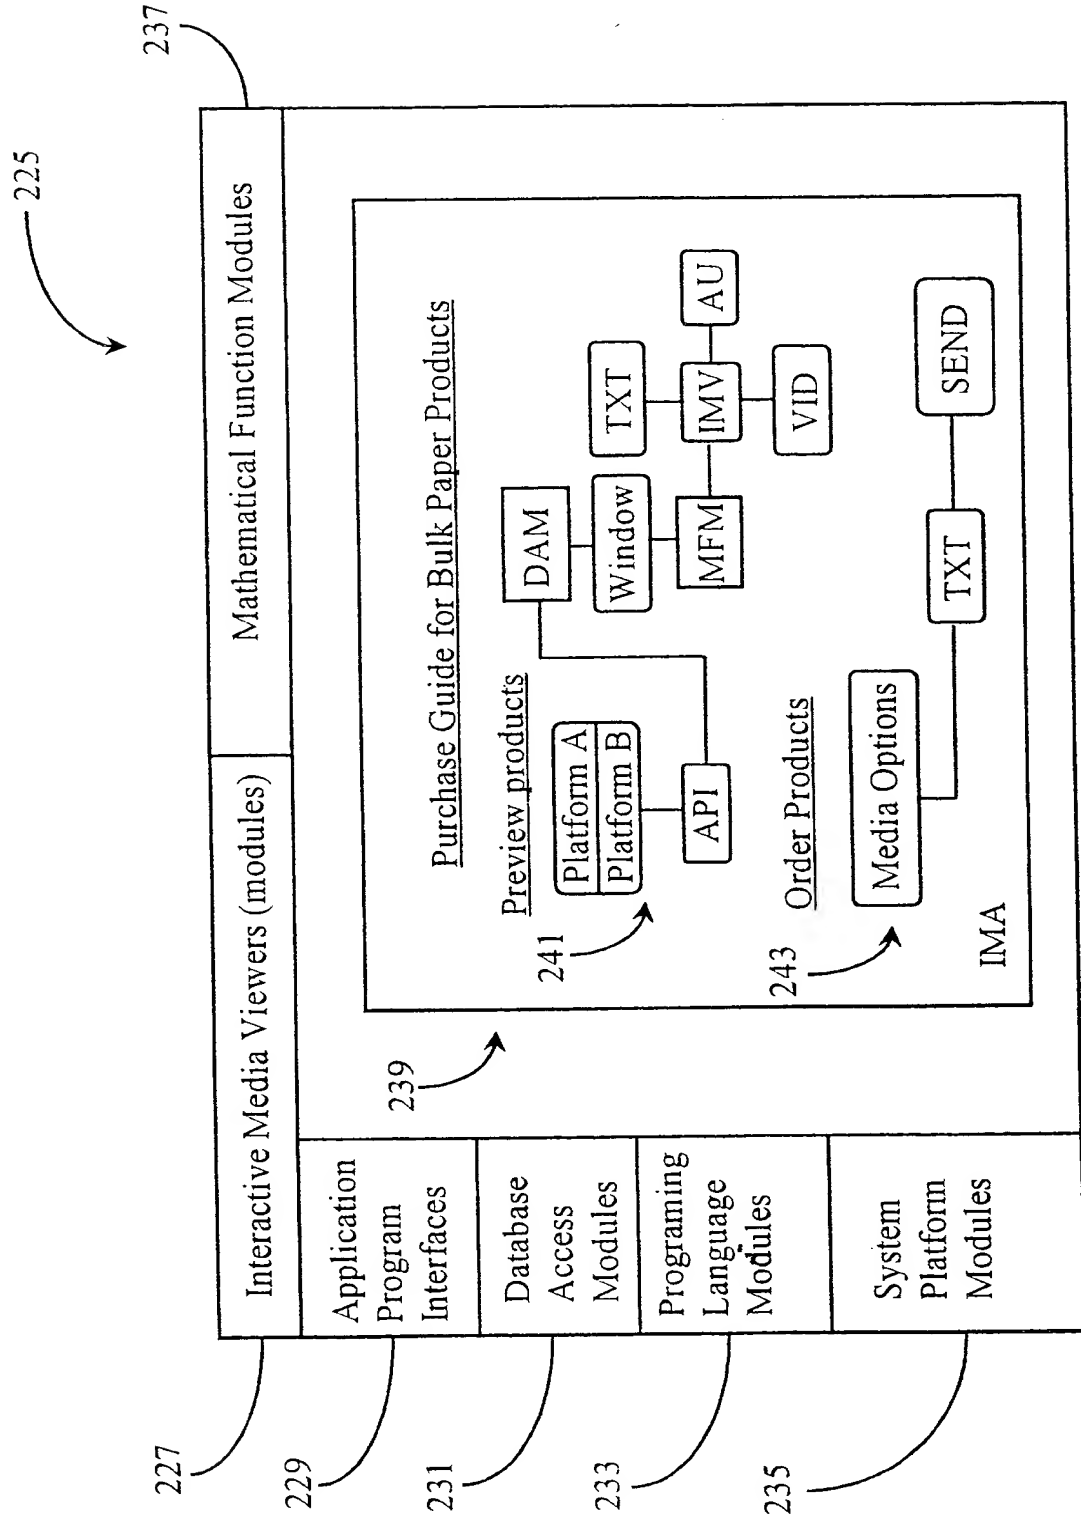 225
237
Interactive Media Viewers (modules)
Mathematical Function Modules
227
Application
Program
Interfaces
229
Database
Access
Modules
231
Programing
Language
Modules
233
System
Platform
Modules
235
239
Purchase Guide for Bulk Paper Products
Preview products
241
Platform A
Platform B
API
DAM
Window
MFM
TXT
IMV
AU
VID
Order Products
243
Media Options
TXT
SEND
IMA